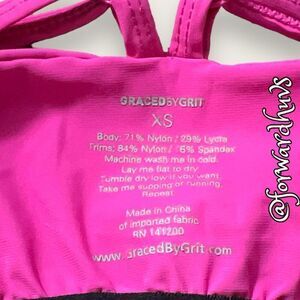 GRACEDBYGRIT
XS
Body: 71% Nylon / 29% Lycra
Trims: 84% Nylon / 16% Spandex
Machine wash me in cold.
Lay me flat to dry
Tumble dry low if you want.
Take me supping or running.
Repeat.
Made in China
of imported fabric
RN 141200
www.GracedByGrit.com
@forwardhuvs